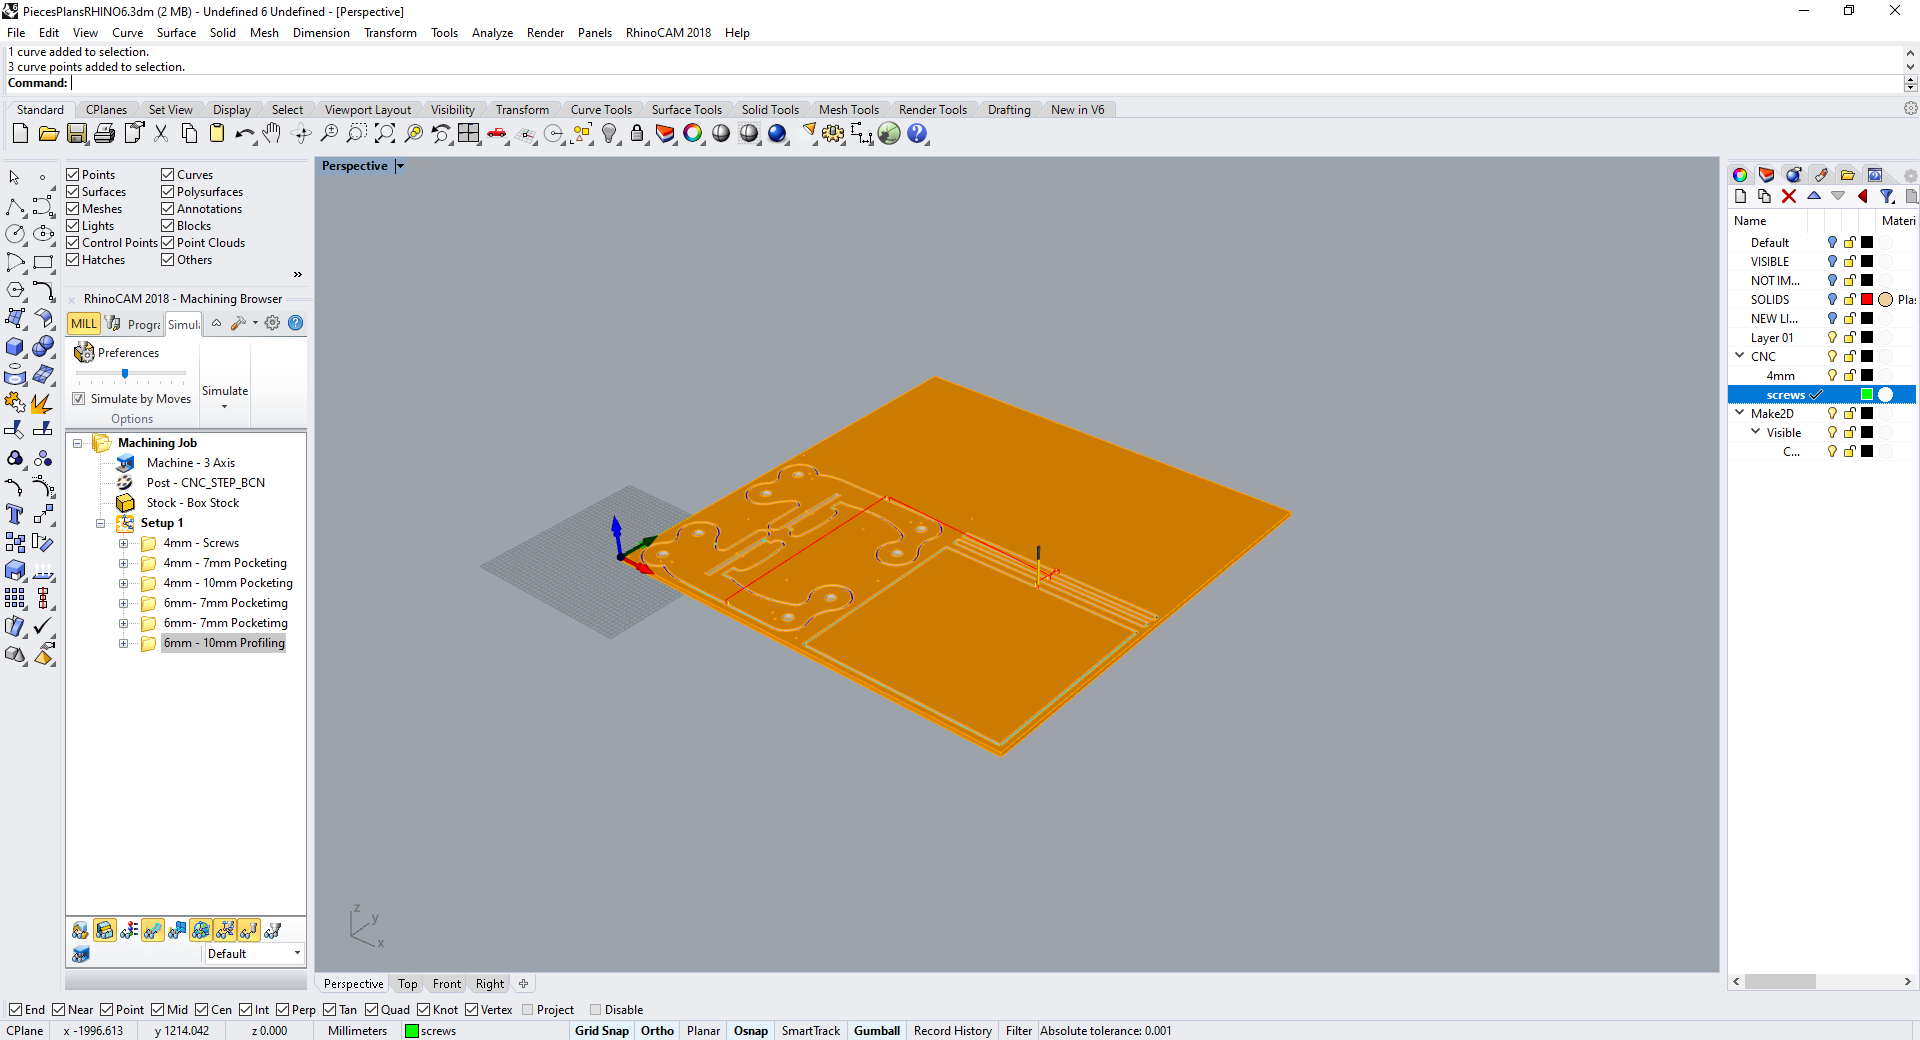 PiecesPlansRHINO6.3dm (2 MB) - Undefined 6 Undefined - [Perspective]
File Edit View Curve Surface Solid Mesh Dimension Transform Tools Analyze Render Panels RhinoCAM 2018 Help
1 curve added to selection.
3 curve points added to selection.
Command:
Standard CPlanes Set View Display Select Viewport Layout Visibility Transform Curve Tools Surface Tools Solid Tools Mesh Tools Render Tools Drafting New in V6
Perspective
Points Curves
Surfaces Polysurfaces
Meshes Annotations
Lights Blocks
Control Points Point Clouds
Hatches Others
»
RhinoCAM 2018 - Machining Browser
MILL Progra Simula
Preferences
Simulate by Moves
Options
Simulate
Machining Job
Machine - 3 Axis
Post - CNC_STEP_BCN
Stock - Box Stock
Setup 1
4mm - Screws
4mm - 7mm Pocketing
4mm - 10mm Pocketing
6mm- 7mm Pocketimg
6mm- 7mm Pocketimg
6mm - 10mm Profiling
Default
z
y
x
Name Materi
Default
VISIBLE
NOT IM...
SOLIDS Plas
NEW LI...
Layer 01
CNC
4mm
screws
Make2D
Visible
C...
Perspective Top Front Right
End Near Point Mid Cen Int Perp Tan Quad Knot Vertex Project Disable
CPlane x -1996.613 y 1214.042 z 0.000 Millimeters screws Grid Snap Ortho Planar Osnap SmartTrack Gumball Record History Filter Absolute tolerance: 0.001